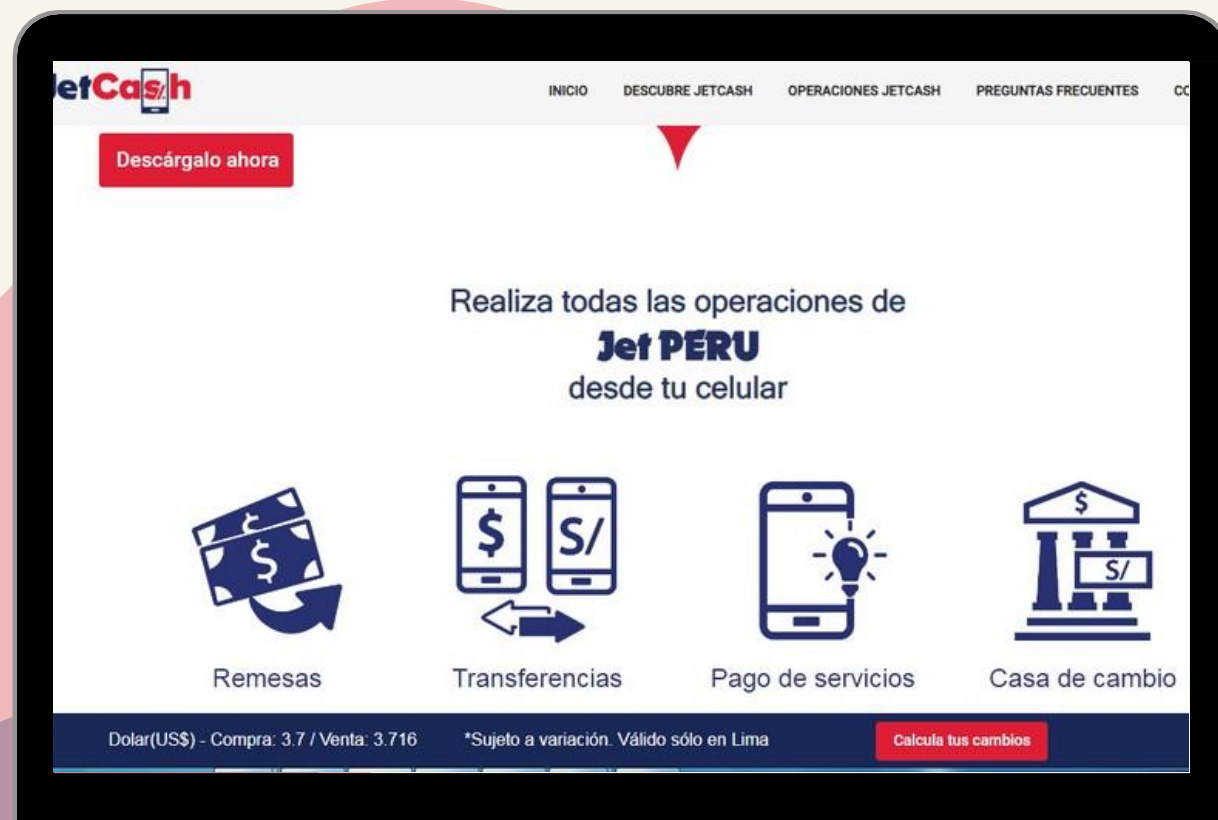 JetCash
INICIO DESCUBRE JETCASH OPERACIONES JETCASH PREGUNTAS FRECUENTES
Descárgalo ahora
Realiza todas las operaciones de
Jet PERU
desde tu celular
$ $
$ S/
$ S/
Remesas Transferencias Pago de servicios Casa de cambio
Dolar(US$) - Compra: 3.7 / Venta: 3.716 *Sujeto a variación. Válido sólo en Lima Calcula tus cambios